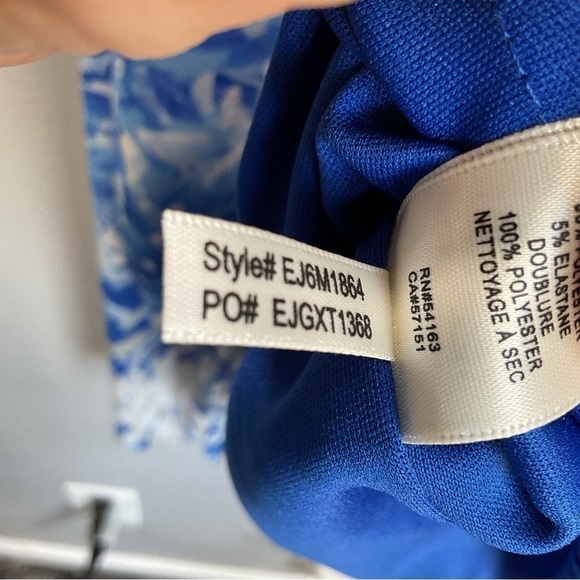 Style# EJ6M1864
PO# EJGXT1368
5% ELASTANE
DOUBLURE
100% POLYESTER
NETTOYAGE À SEC
RN#54163
CA#57151